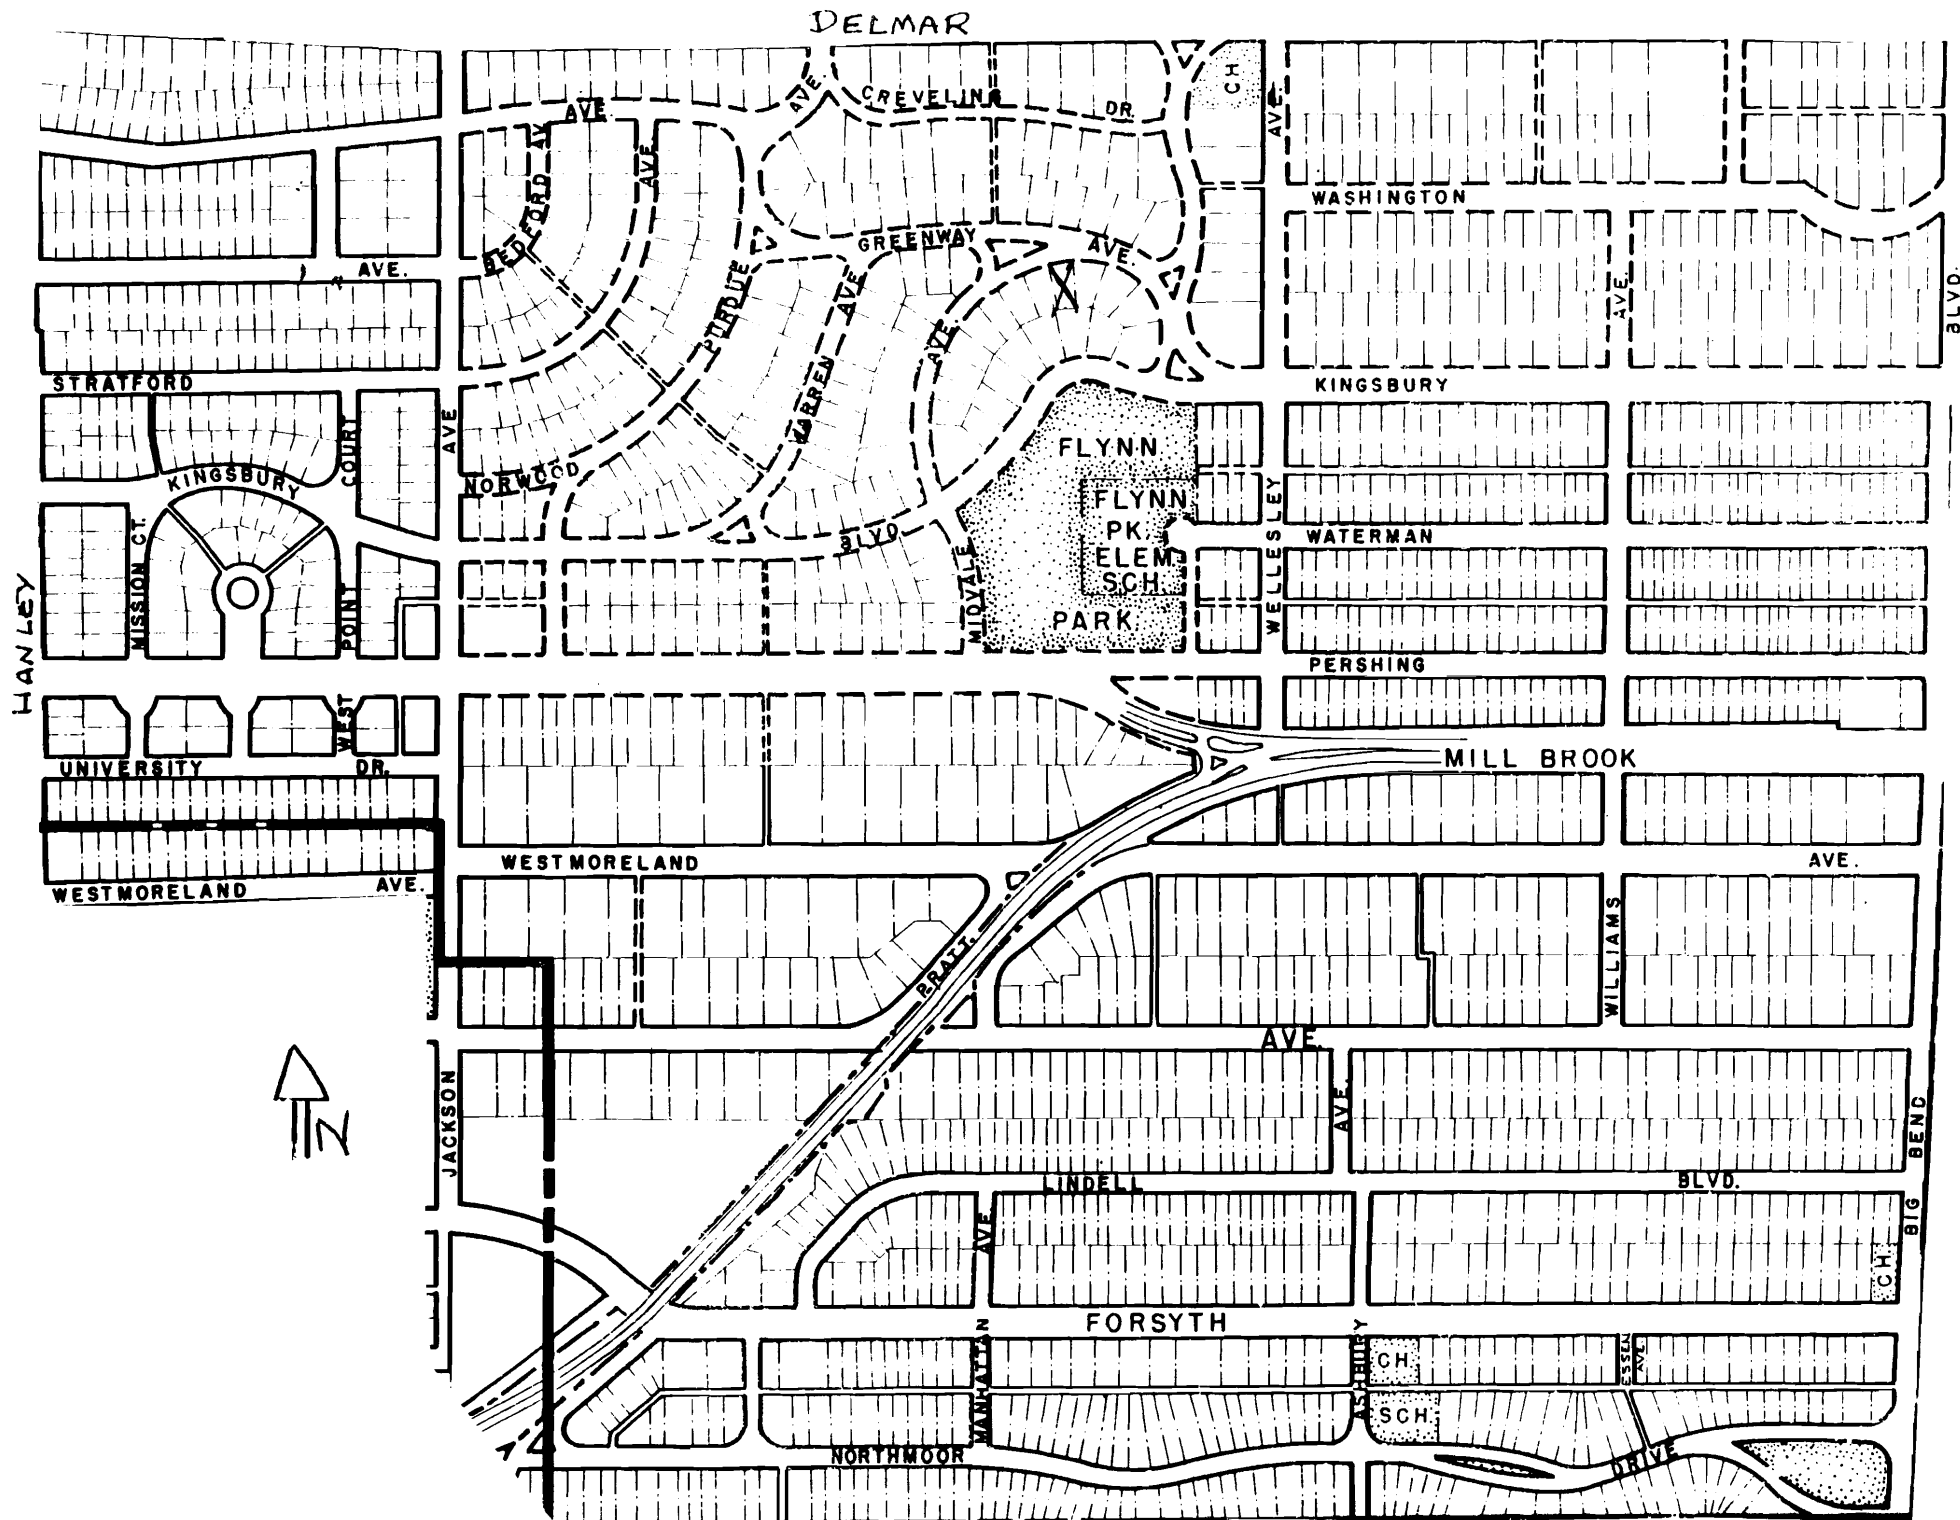 DELMAR
CREVELING
DR.
AVE.
AVE.
CH
AVE.
BEDFORD AV.
AVE.
WASHINGTON
GREENWAY
AVE.
AVE.
PURDUE
WARREN AVE.
AVE.
AVE.
BLVD.
STRATFORD
KINGSBURY
AVE
COURT
NORWOOD
KINGSBURY
FLYNN
FLYNN
PK.
ELEM.
SCH.
PARK
WELLESLEY
WATERMAN
BLVD.
MIDVALE
MISSION CT.
POINT
HANLEY
PERSHING
WEST
UNIVERSITY
DR.
MILL BROOK
WESTMORELAND
AVE.
WESTMORELAND
AVE.
WILLIAMS
PRATT.
AVE.
N
JACKSON
AVE.
BEND
LINDELL
BLVD.
BIG
AVE.
CH.
FORSYTH
MANHATTAN
ASHBURY
CH.
ESSEN
AVE.
SCH.
NORTHMOOR
DRIVE